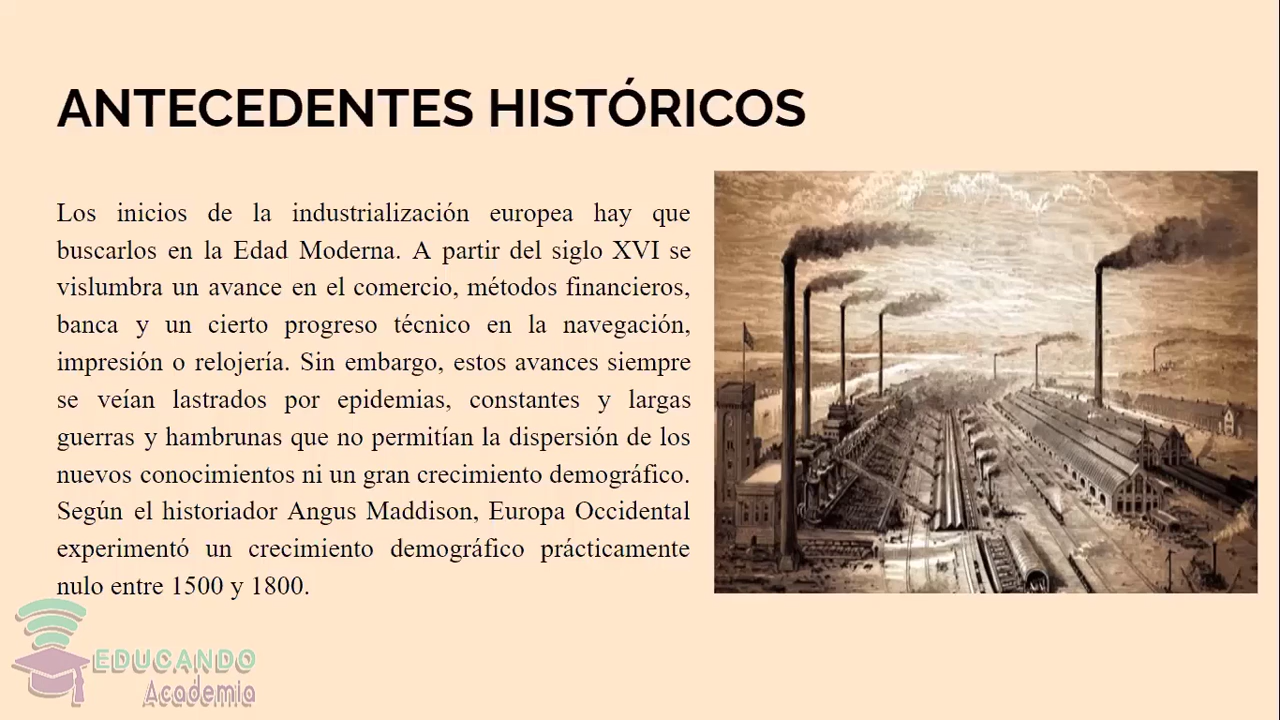 ANTECEDENTES HISTÓRICOS
Los inicios de la industrialización europea hay que
buscarlos en la Edad Moderna. A partir del siglo XVI se
vislumbra un avance en el comercio, métodos financieros,
banca y un cierto progreso técnico en la navegación,
impresión o relojería. Sin embargo, estos avances siempre
se veían lastrados por epidemias, constantes y largas
guerras y hambrunas que no permitían la dispersión de los
nuevos conocimientos ni un gran crecimiento demográfico.
Según el historiador Angus Maddison, Europa Occidental
experimentó un crecimiento demográfico prácticamente
nulo entre 1500 y 1800.
EDUCANDO
Academia